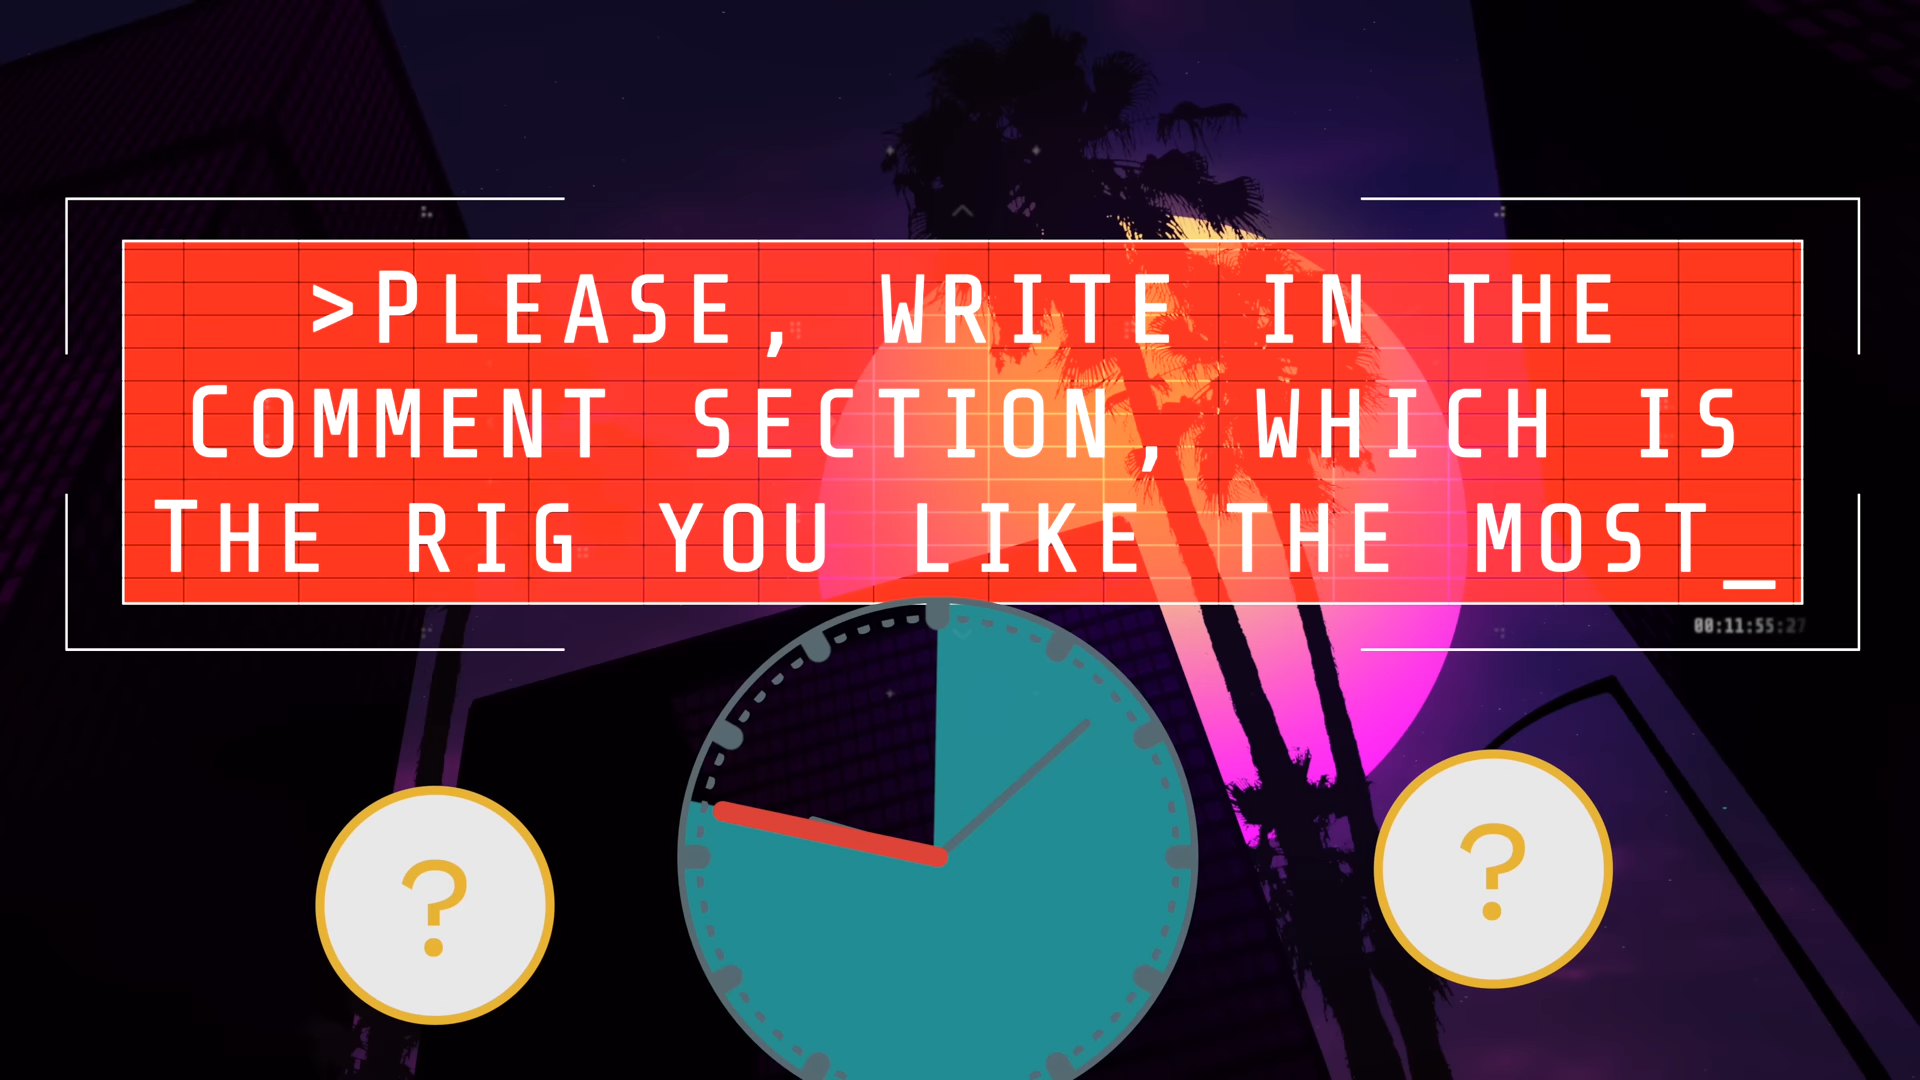 >PLEASE, WRITE IN THE
COMMENT SECTION, WHICH IS
THE RIG YOU LIKE THE MOST_
00:11:55:27
?
?